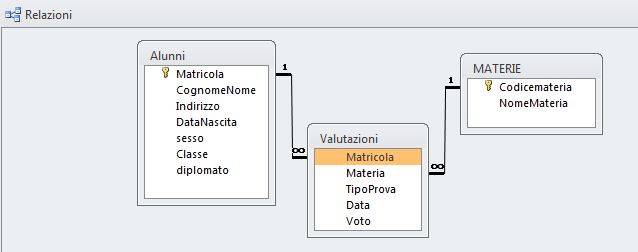 Relazioni
Alunni
Matricola
CognomeNome
Indirizzo
DataNascita
sesso
Classe
diplomato
1
∞
Valutazioni
Matricola
Materia
TipoProva
Data
Voto
1
∞
MATERIE
Codicemateria
NomeMateria